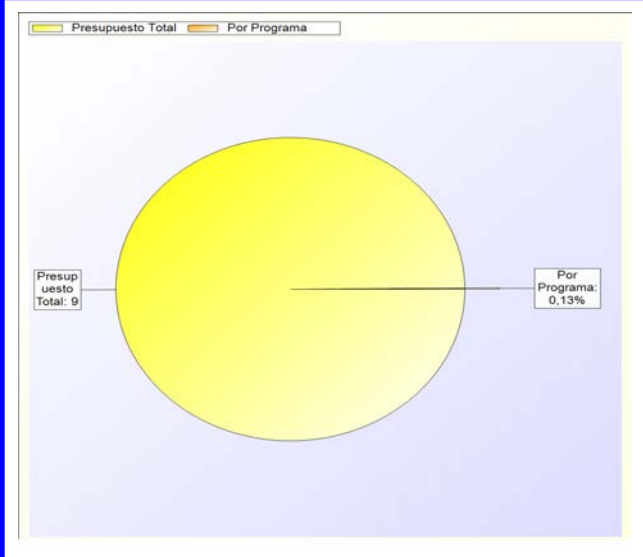 Presupuesto Total Por Programa
Presup
uesto
Total: 9
Por
Programa:
0,13%